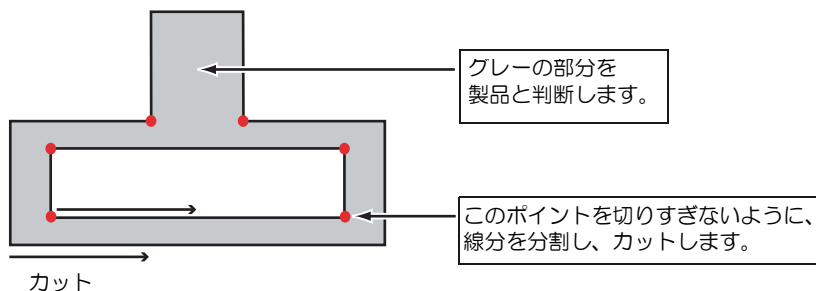 グレーの部分を
製品と判断します。
このポイントを切りすぎないように、
線分を分割し、カットします。
カット